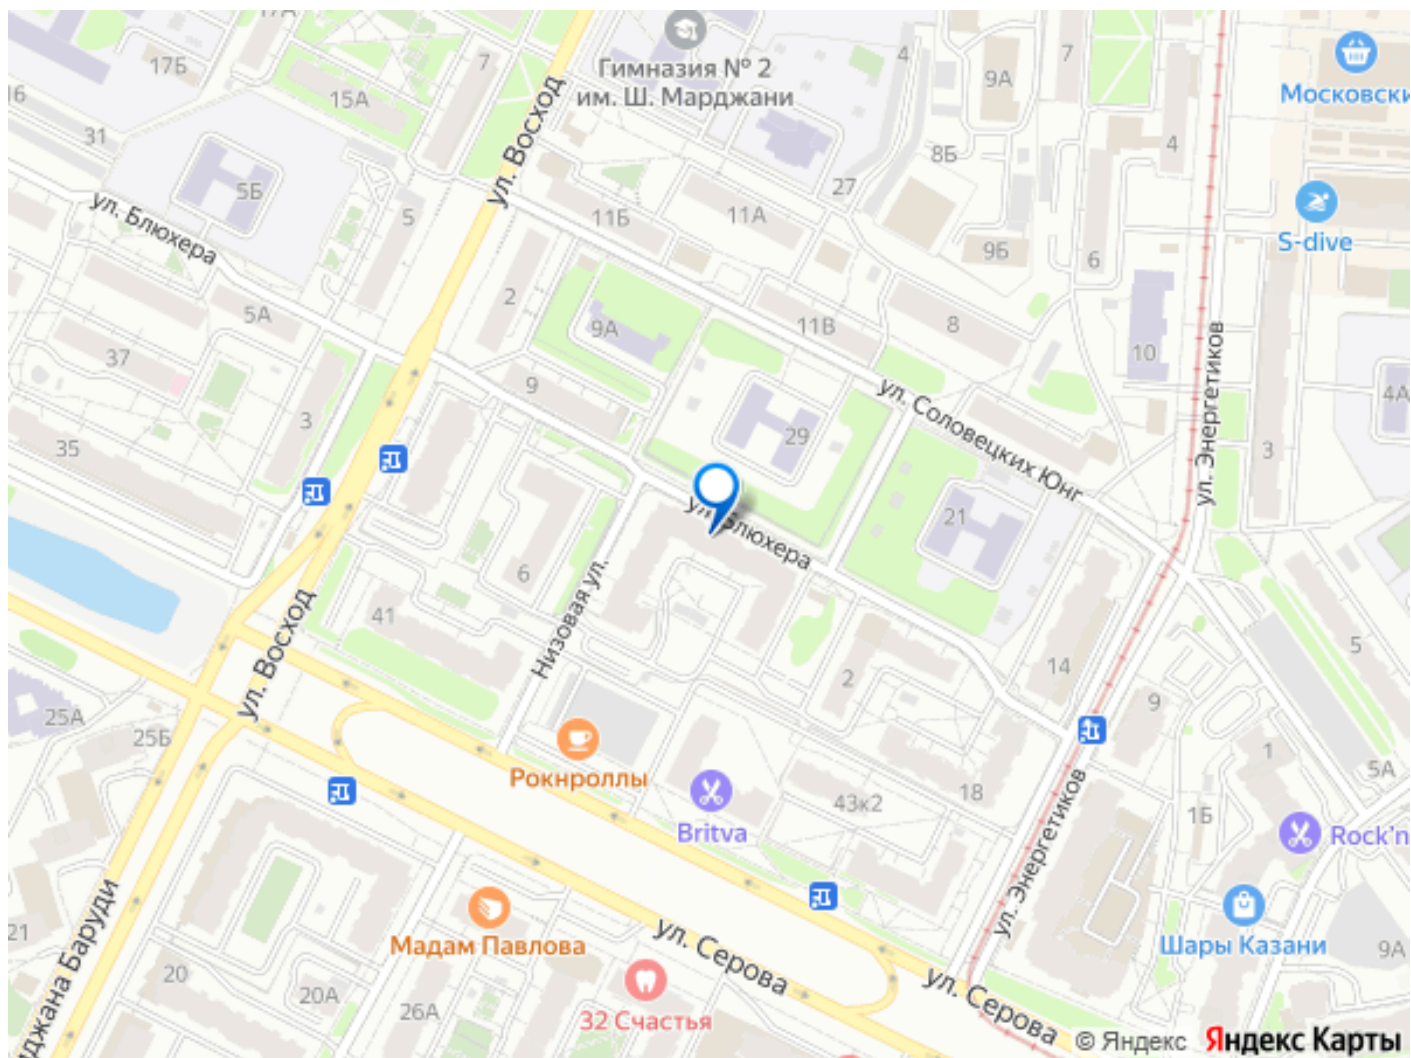 17А
17Б
7
4
7
Гимназия № 2
им. Ш. Марджани
9А
Московски
15А
16
31
ул. Восход
8Б
4
5Б
27
S-dive
ул. Блюхера
5
11Б
11А
9Б
6
2
5А
9А
11В
8
10
ул. Энергетиков
37
9
ул. Соловецких Юнг
4А
3
35
29
3
21
ул. Блюхера
6
Низовая ул.
41
ул. Восход
14
5
2
9
25А
25Б
1
5А
Рокнроллы
18
43к2
1Б
Britva
Rock'n
ул. Энергетиков
джана Баруди
21
Мадам Павлова
ул. Серова
Шары Казани
9А
20
20А
26А
32 Счастья
ул. Серова
© Яндекс Яндекс Карты